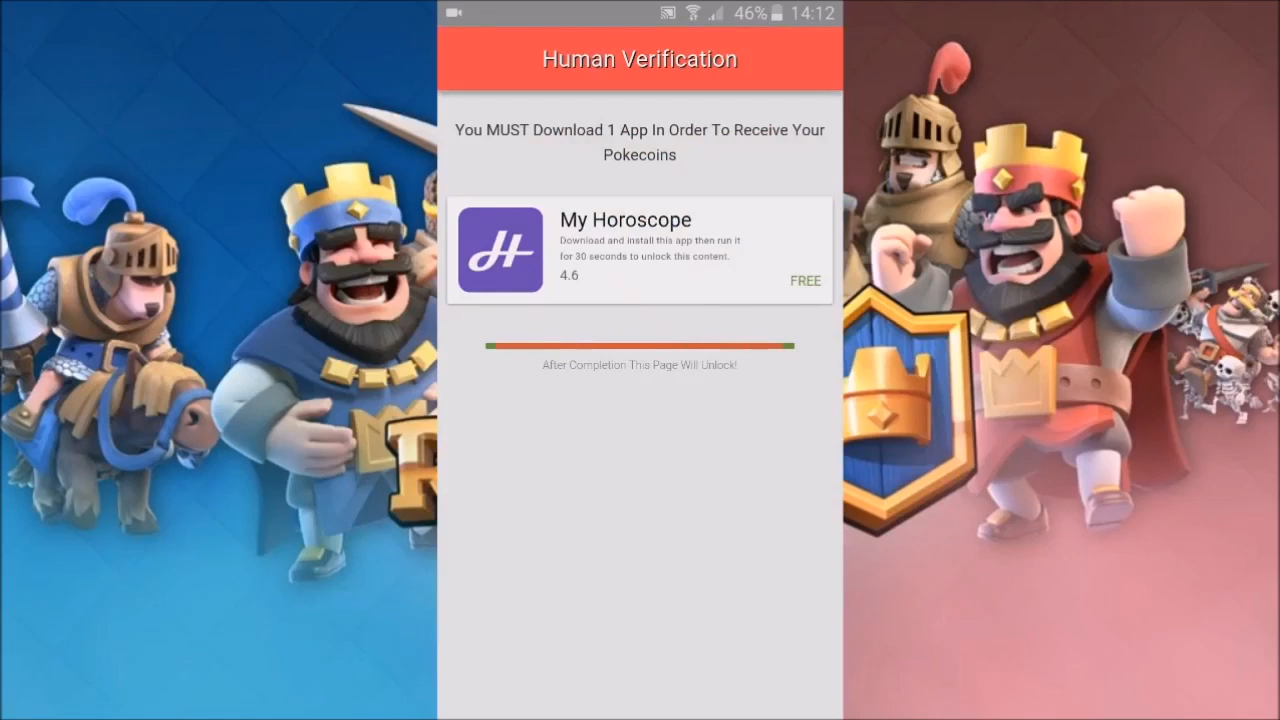 46% 14:12
Human Verification
You MUST Download 1 App In Order To Receive Your
Pokecoins
My Horoscope
Download and install this app then run it
for 30 seconds to unlock this content.
4.6
FREE
After Completion This Page Will Unlock!